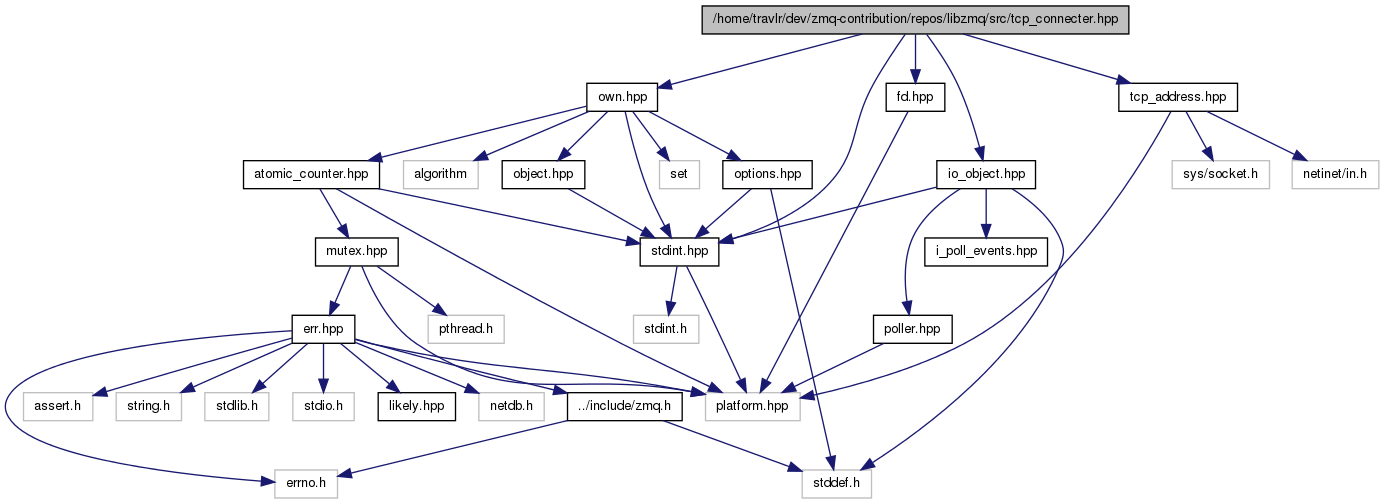 /home/travlr/dev/zmq-contribution/repos/libzmq/src/tcp_connecter.hpp
own.hpp
fd.hpp
tcp_address.hpp
atomic_counter.hpp
algorithm
object.hpp
set
options.hpp
io_object.hpp
sys/socket.h
netinet/in.h
mutex.hpp
stdint.hpp
i_poll_events.hpp
err.hpp
pthread.h
stdint.h
poller.hpp
assert.h
string.h
stdlib.h
stdio.h
likely.hpp
netdb.h
../include/zmq.h
platform.hpp
errno.h
stddef.h